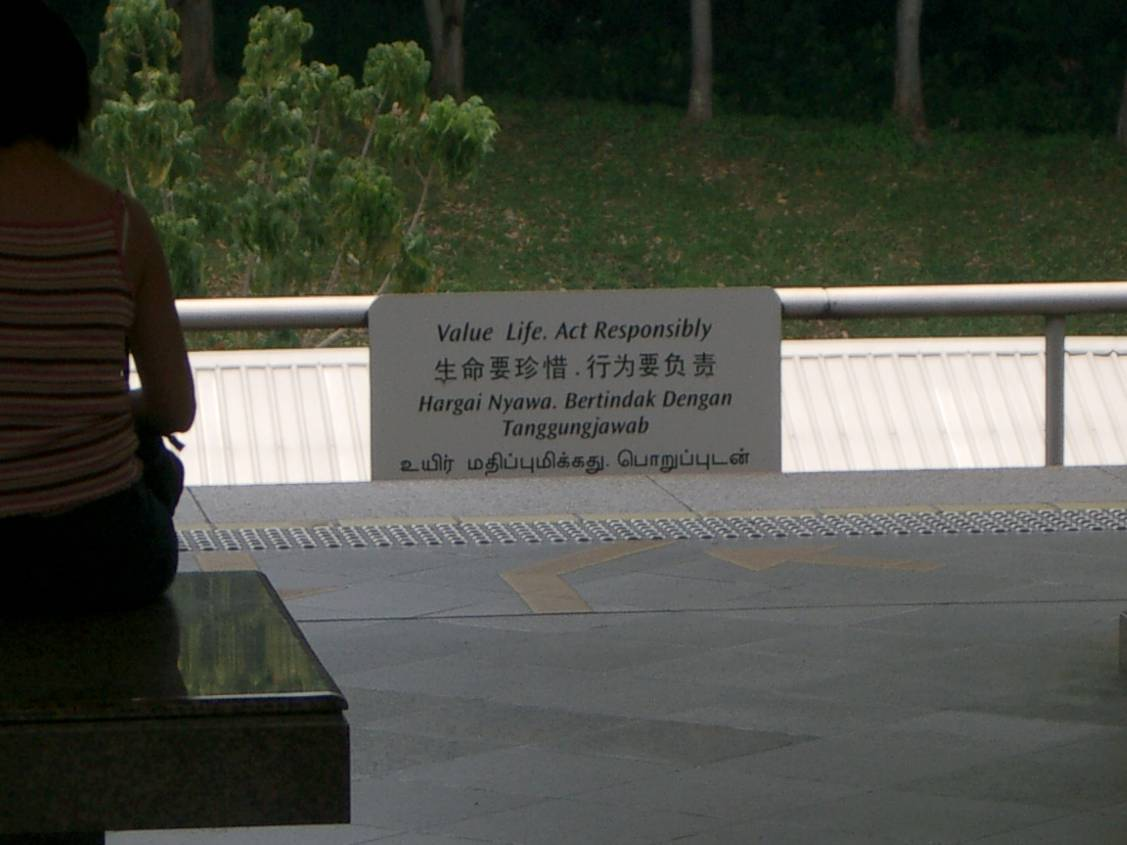 Value Life. Act Responsibly
生命要珍惜.行为要负责
Hargai Nyawa. Bertindak Dengan
Tanggungjawab
உயிர் மதிப்புமிக்கது. பொறுப்புடன்